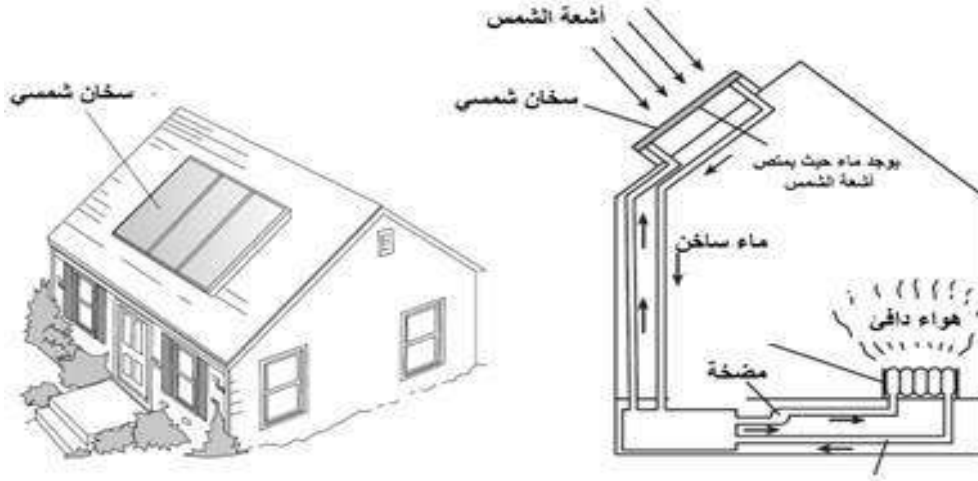 سخان شمسي
أشعة الشمس
سخان شمسي
يوجد ماء حيث يمتص
أشعة الشمس
ماء ساخن
هواء دافئ
مضخة